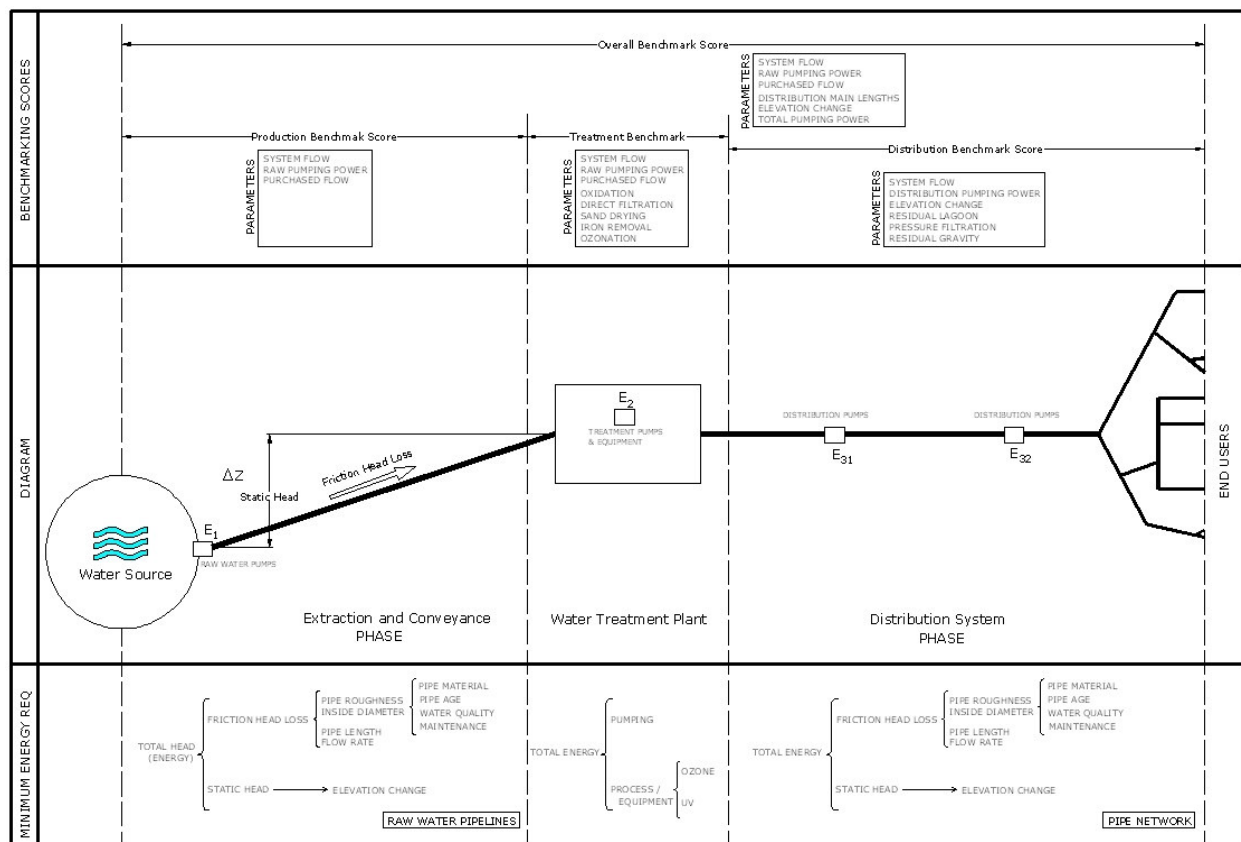 BENCHMARKING SCORES
Overall Benchmark Score
PARAMETERS
SYSTEM FLOW
RAW PUMPING POWER
PURCHASED FLOW
DISTRIBUTION MAIN LENGTHS
ELEVATION CHANGE
TOTAL PUMPING POWER
Production Benchmak Score
PARAMETERS
SYSTEM FLOW
RAW PUMPING POWER
PURCHASED FLOW
Treatment Benchmark
PARAMETERS
SYSTEM FLOW
RAW PUMPING POWER
PURCHASED FLOW
OXIDATION
DIRECT FILTRATION
SAND DRYING
IRON REMOVAL
OZONATION
Distribution Benchmark Score
PARAMETERS
SYSTEM FLOW
DISTRIBUTION PUMPING POWER
ELEVATION CHANGE
RESIDUAL LAGOON
PRESSURE FILTRATION
RESIDUAL GRAVITY
DIAGRAM
Water Source
E1
RAW WATER PUMPS
ΔZ
Static Head
Friction Head Loss
Extraction and Conveyance
PHASE
E2
TREATMENT PUMPS
& EQUIPMENT
Water Treatment Plant
DISTRIBUTION PUMPS
E31
DISTRIBUTION PUMPS
E32
Distribution System
PHASE
END USERS
MINIMUM ENERGY REQ
TOTAL HEAD
(ENERGY)
FRICTION HEAD LOSS
PIPE ROUGHNESS
INSIDE DIAMETER
PIPE LENGTH
FLOW RATE
PIPE MATERIAL
PIPE AGE
WATER QUALITY
MAINTENANCE
STATIC HEAD
ELEVATION CHANGE
RAW WATER PIPELINES
TOTAL ENERGY
PUMPING
PROCESS /
EQUIPMENT
OZONE
UV
TOTAL ENERGY
FRICTION HEAD LOSS
PIPE ROUGHNESS
INSIDE DIAMETER
PIPE LENGTH
FLOW RATE
PIPE MATERIAL
PIPE AGE
WATER QUALITY
MAINTENANCE
STATIC HEAD
ELEVATION CHANGE
PIPE NETWORK